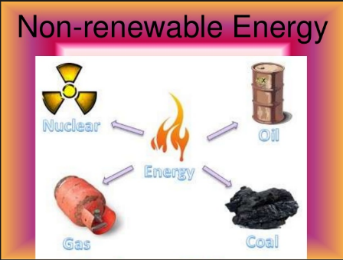 Non-renewable Energy
Nuclear
Oil
Energy
Gas
Coal